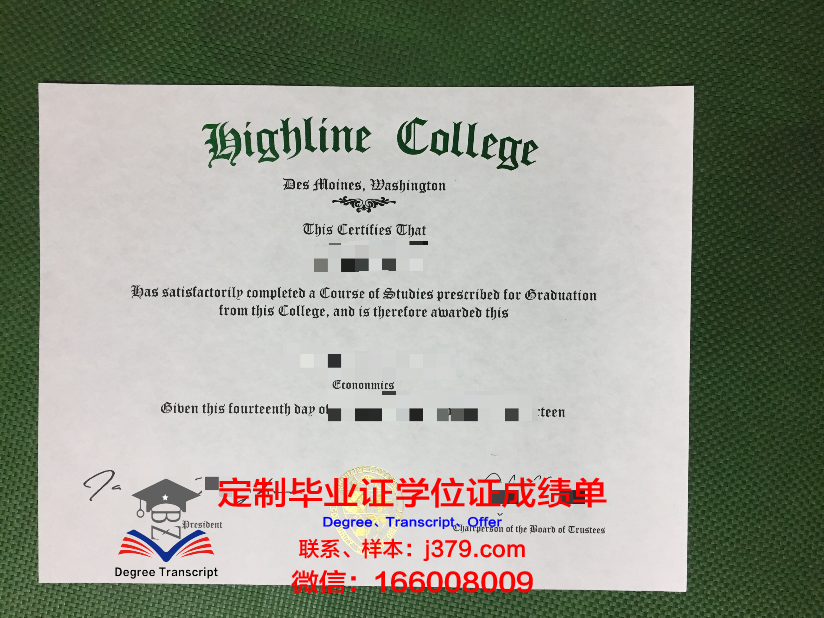 Highline College
Des Moines, Washington
This Certifies That
Has satisfactorily completed a Course of Studies prescribed for Graduation
from this College, and is therefore awarded this
Econonmics
Given this fourteenth day of
定制毕业证学位证成绩单
BZ
President
Degree、Transcript、Offer
Chairperson of the Board of Trustees
联系、样本：j379.com
Degree Transcript
微信：166008009